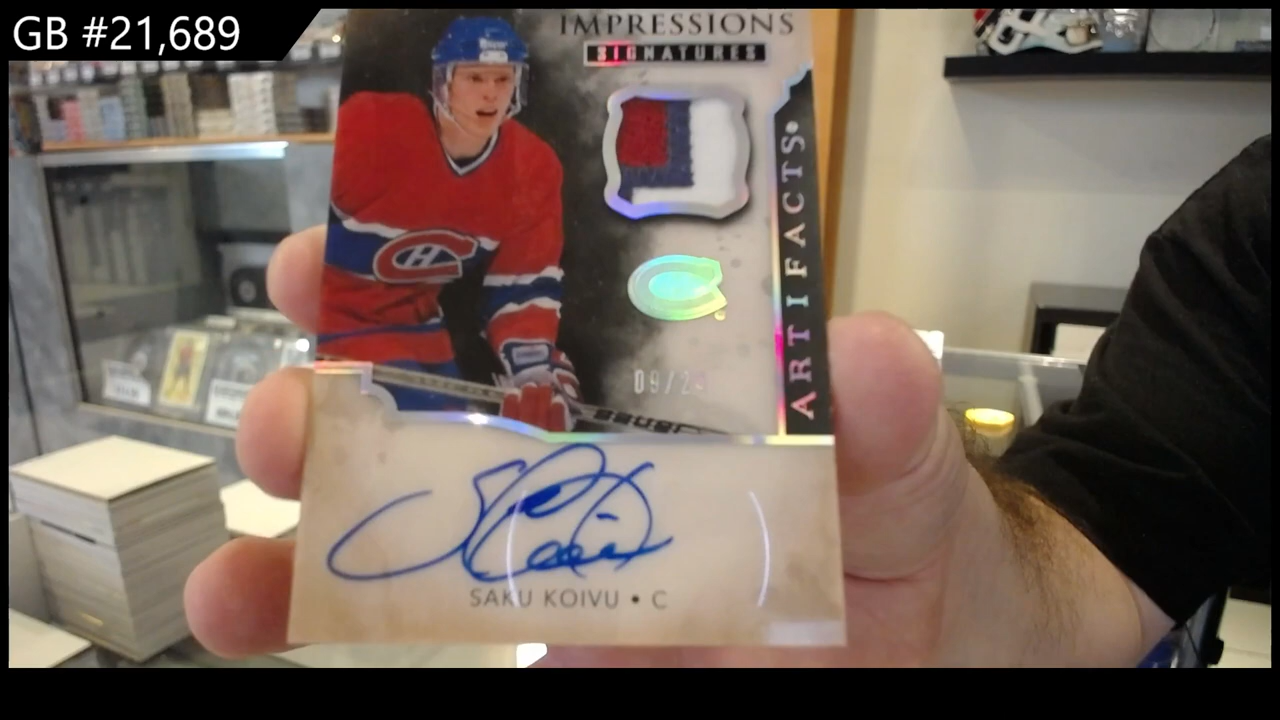 GB #21,689
IMPRESSIONS
SIGNATURES
ARTIFACTS
SAKU KOIVU • C